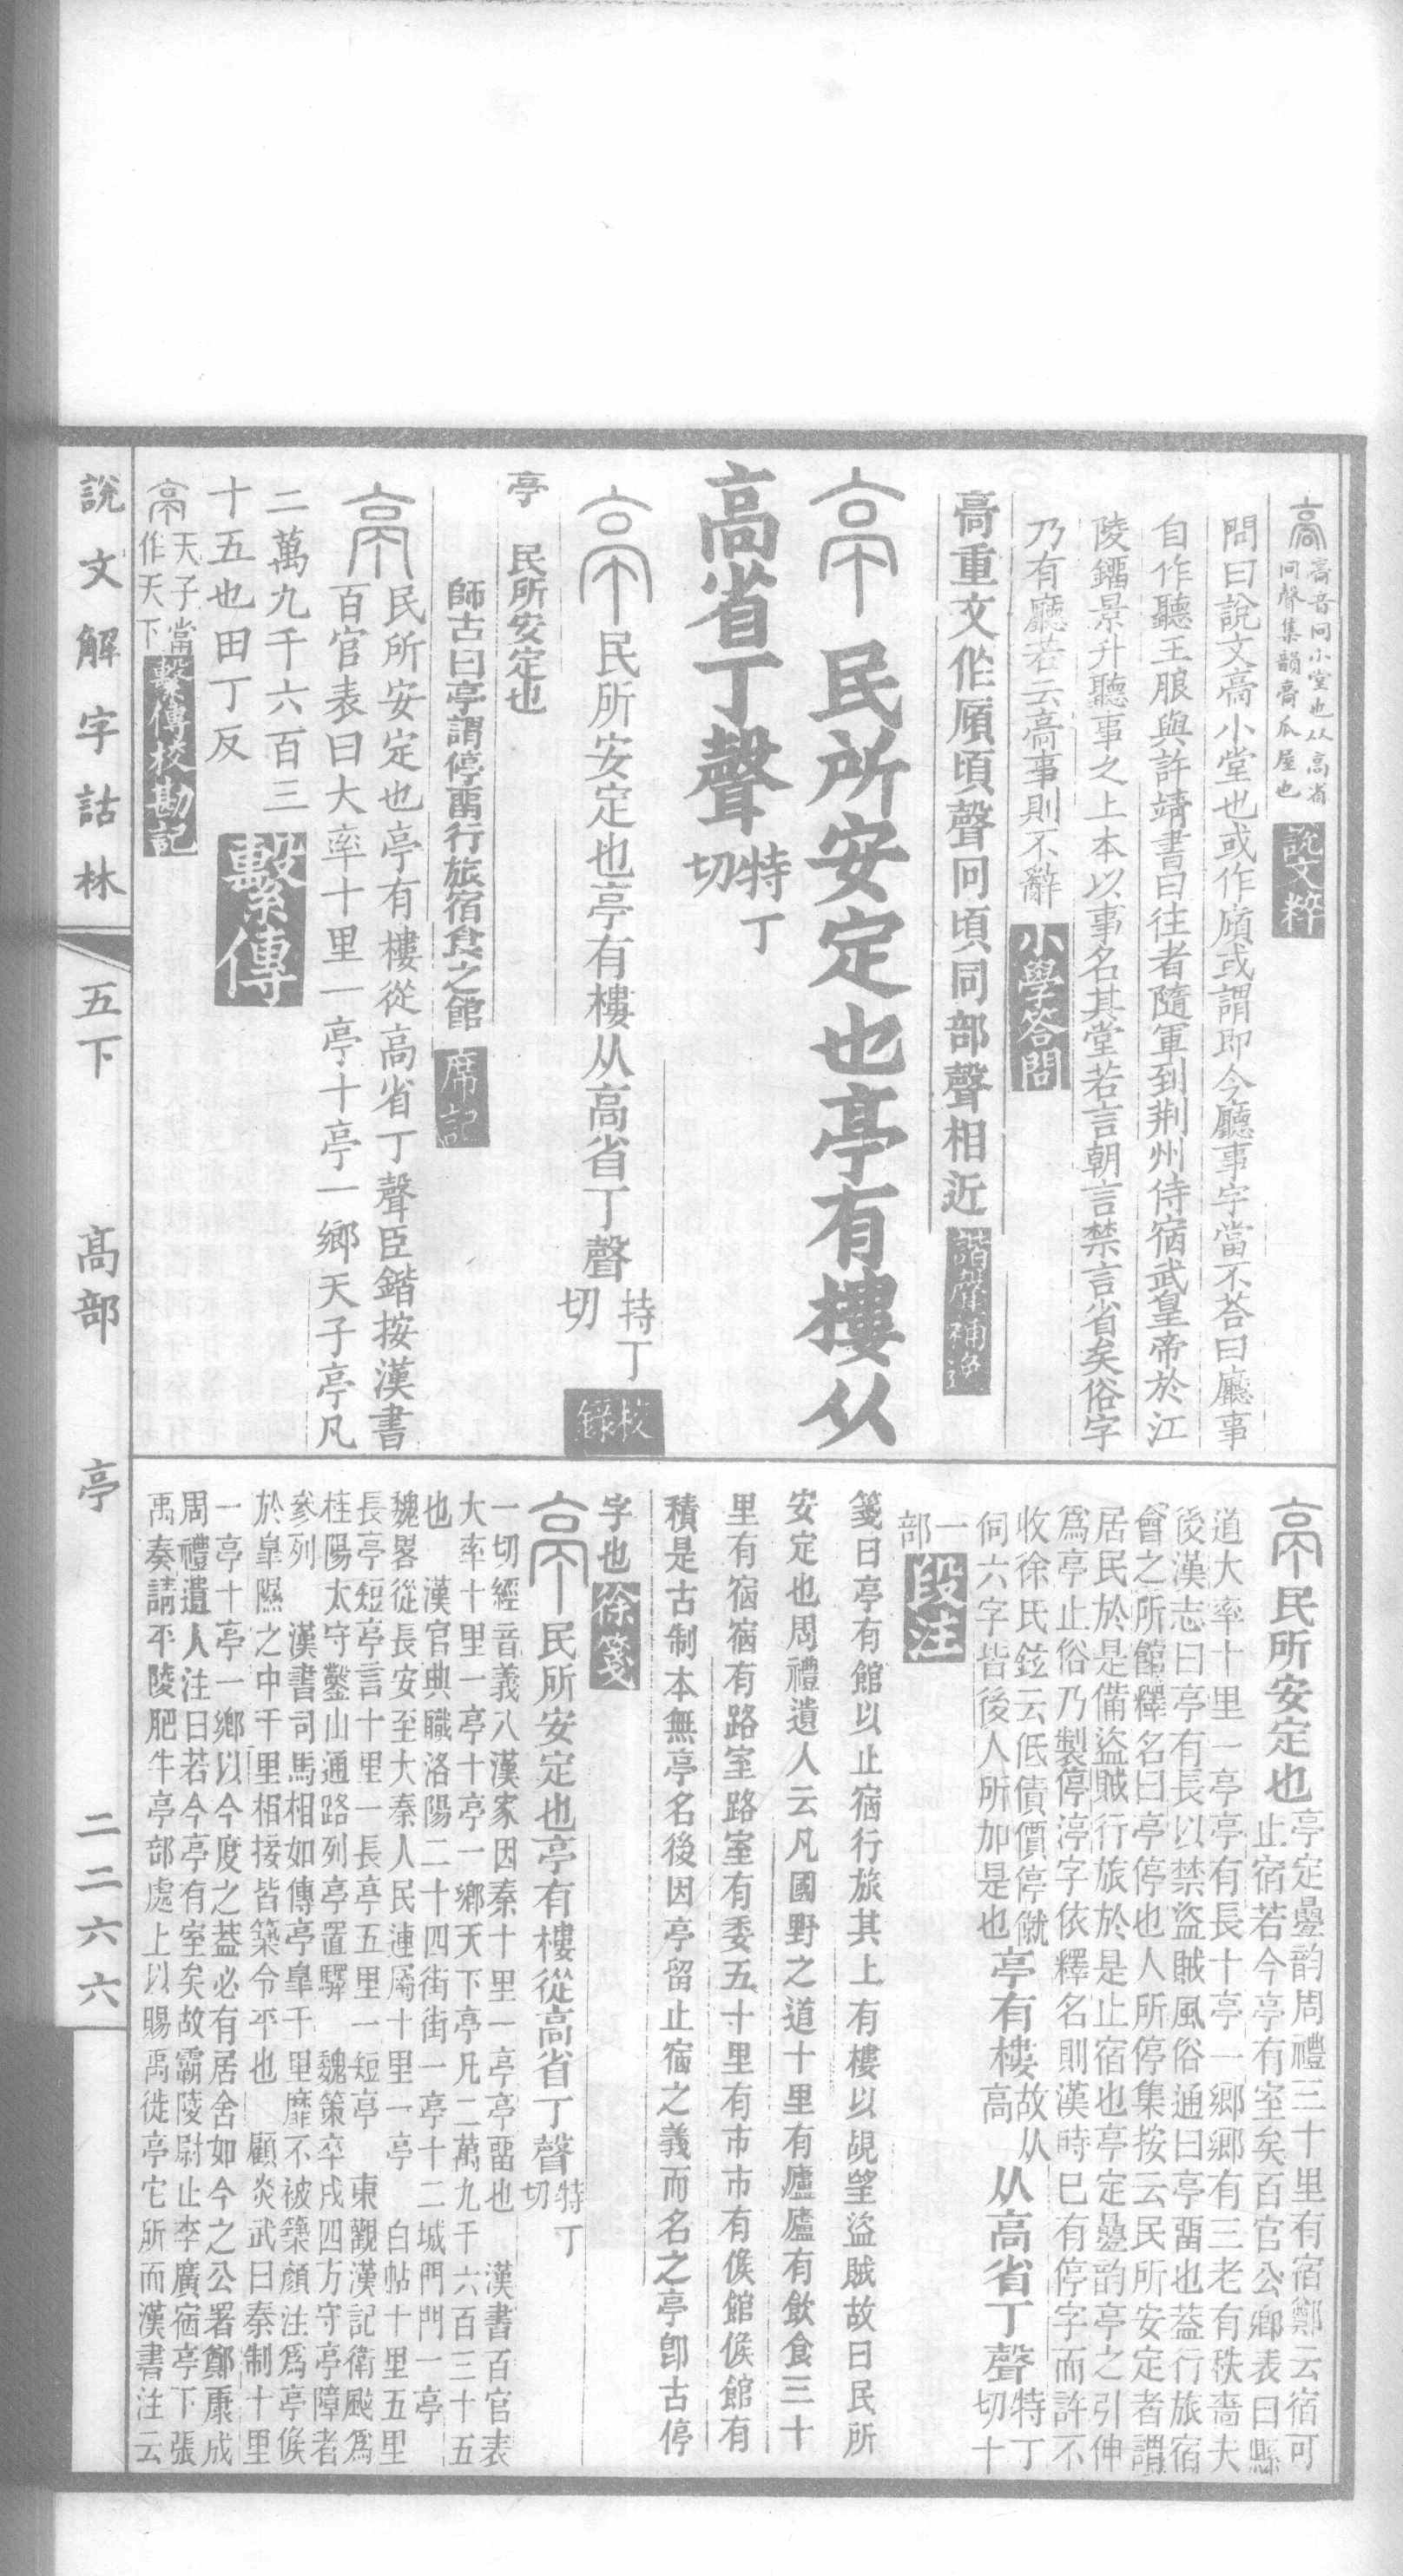 高 高音同小堂也从高省
冋聲集韻高瓜屋也 說文粹
問曰說文高小堂也或作廎或謂即今廳事字當不荅曰廳事
自作聽王朖與許靖書曰往者隨軍到荆州侍宿武皇帝於江
陵鑷景升聽事之上本以事名其堂若言朝言禁言省矣俗字
乃有廳若云高事則不辭 小學答問
高重文作廎頃聲冋頃同部聲相近 諧聲補逸
亭 民所安定也亭有樓从
高省丁聲 特丁
切
亭 民所安定也亭有樓从高省丁聲 特丁
切 校
錄
亭 民所安定也
師古曰亭謂停畱行旅宿食之館 席記
亭 民所安定也亭有樓從高省丁聲臣鍇按漢書
百官表曰大率十里一亭十亭一鄉天子亭凡
二萬九千六百三
十五也田丁反 繫傳
亭 天子當
作天下 繫傳校勘記
亭 民所安定也 亭定曡韵周禮三十里有宿鄭云宿可
止宿若今亭有室矣百官公卿表曰縣
道大率十里一亭亭有長十亭一鄉鄉有三老有秩嗇夫
後漢志曰亭有長以禁盜賊風俗通曰亭畱也葢行旅宿
會之所館釋名曰亭停也人所停集按云民所安定者謂
居民於是備盜賊行旅於是止宿也亭定曡韵亭之引伸
爲亭止俗乃製停渟字依釋名則漢時巳有停字而許不
收徐氏鉉云低債價停僦
伺六字皆後人所加是也 亭有樓 故从
高 从高省丁聲 特丁
切十
一
部 段注
箋曰亭有館以止宿行旅其上有樓以覘望盜賊故曰民所
安定也周禮遺人云凡國野之道十里有廬廬有飲食三十
里有宿宿有路室路室有委五十里有市市有候館候館有
積是古制本無亭名後因亭留止宿之義而名之亭卽古停
字也 徐箋
亭 民所安定也亭有樓從高省丁聲 特丁
切
一切經音義八漢家因秦十里一亭亭畱也 漢書百官表
大率十里一亭十亭一鄉天下亭凡二萬九千六百三十五
也 漢官典職洛陽二十四街街一亭十二城門門一亭
魏畧從長安至大秦人民連屬十里一亭 白帖十里五里
長亭短亭言十里一長亭五里一短亭 東觀漢記衛颯爲
桂陽太守鑿山通路列亭置驛 魏策卒戍四方守亭障者
參列 漢書司馬相如傳亭臯千里靡不被築顔注爲亭候
於臯隰之中千里相接皆築令平也 顧炎武曰秦制十里
一亭十亭一鄉以今度之葢必有居舍如今之公署鄭康成
周禮遺人注曰若今亭有室矣故霸陵尉止李廣宿亭下張
禹奏請平陵肥牛亭部處上以賜禹徙亭它所而漢書注云
說文解字詁林 五下 高部 亭 二二六六